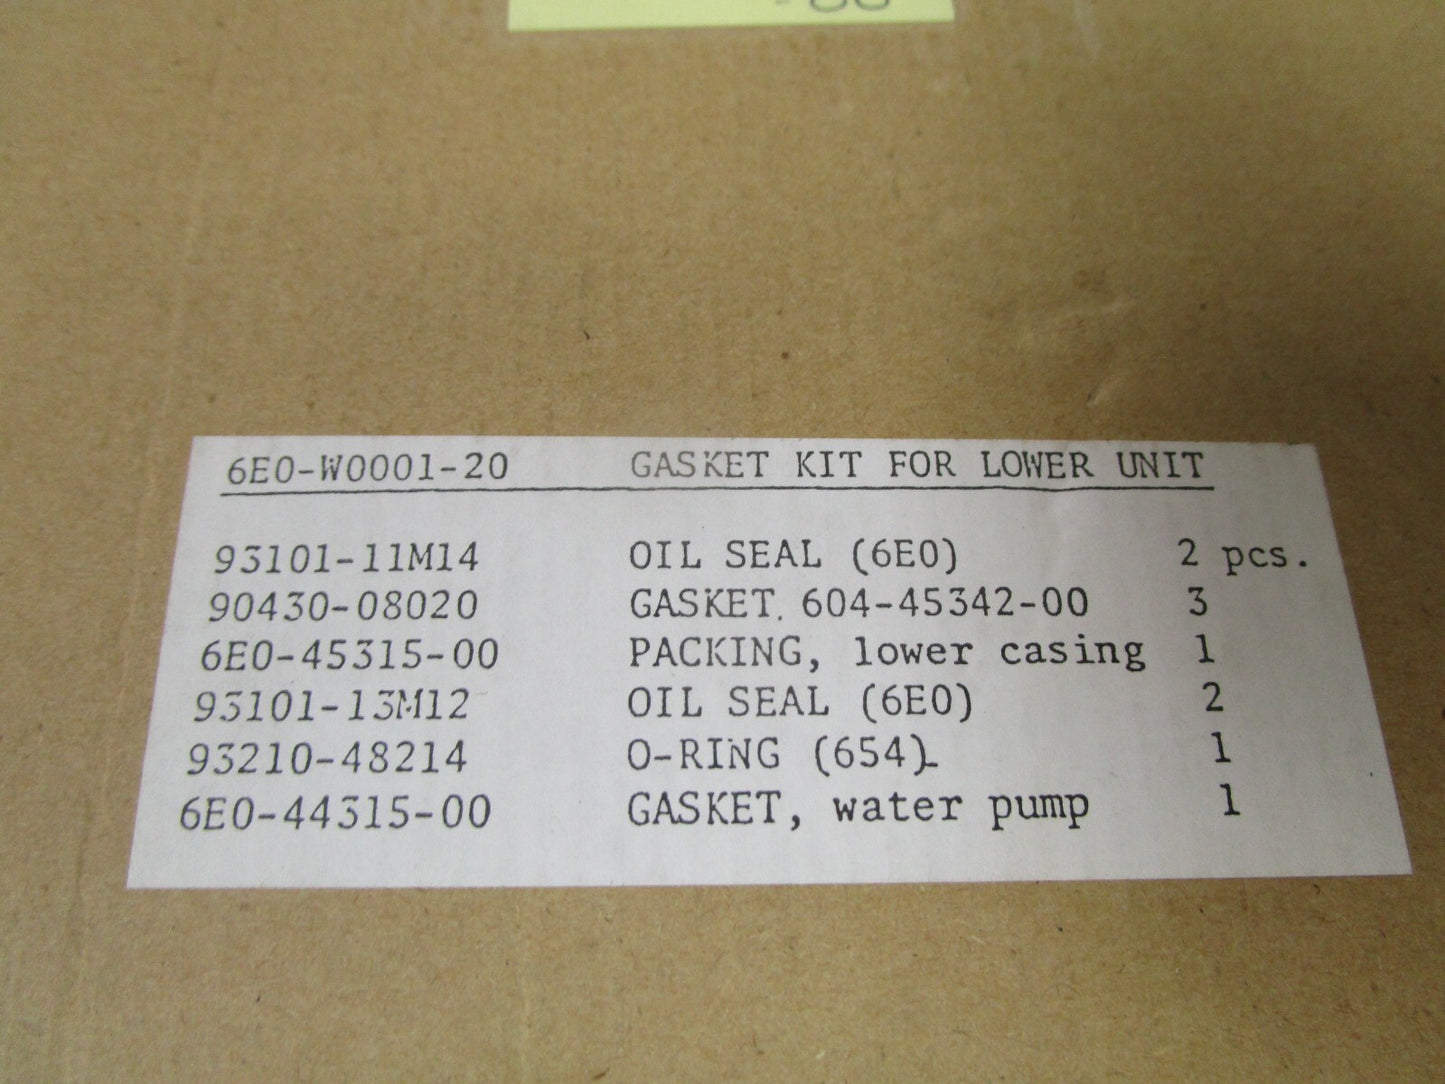 6E0-W0001-20 GASKET KIT FOR LOWER UNIT
93101-11M14 OIL SEAL (6E0) 2 pcs.
90430-08020 GASKET. 604-45342-00 3
6E0-45315-00 PACKING, lower casing 1
93101-13M12 OIL SEAL (6E0) 2
93210-48214 O-RING (654) 1
6E0-44315-00 GASKET, water pump 1